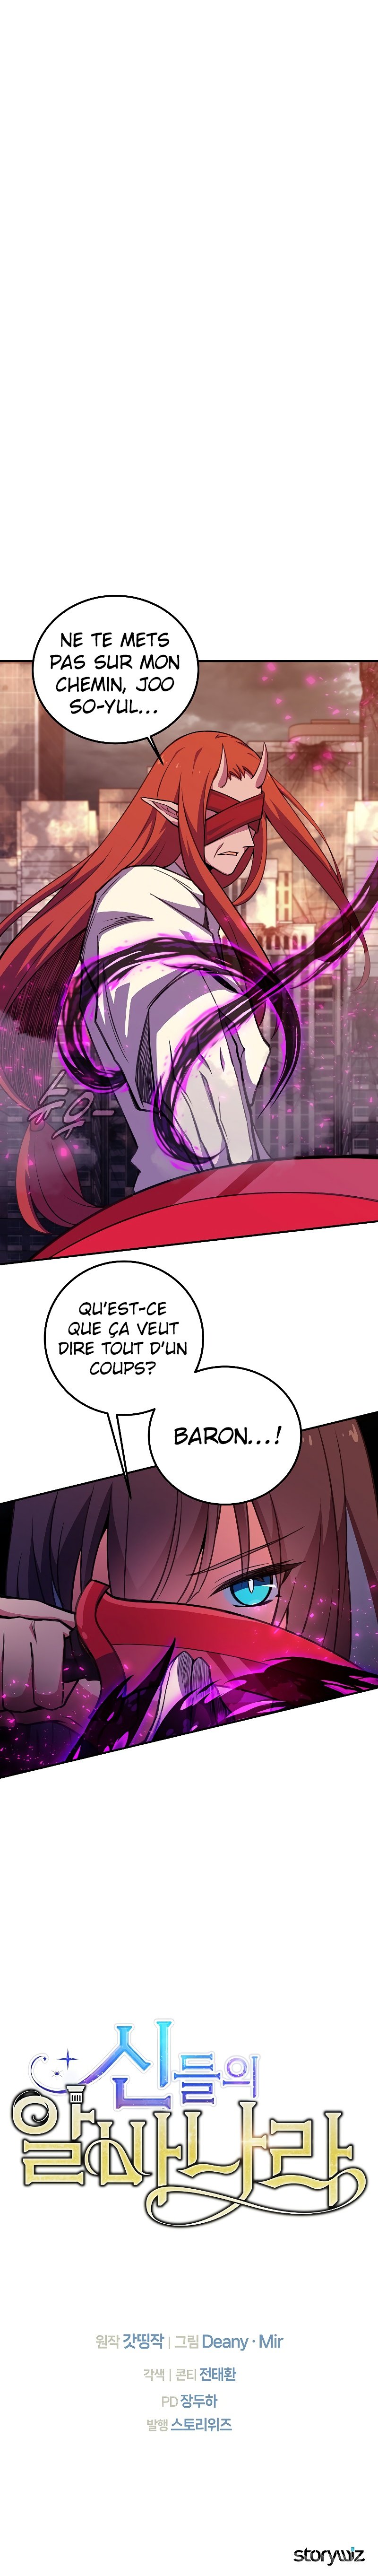 NE TE METS
PAS SUR MON
CHEMIN, JOO
SO-YUL...
QU'EST-CE
QUE ÇA VEUT
DIRE TOUT D'UN
COUPS?
BARON...!
신들의
알바나라
원작 갓띵작 | 그림 Deany · Mir
각색 | 콘티 전태환
PD 장두하
발행 스토리위즈
storywiz